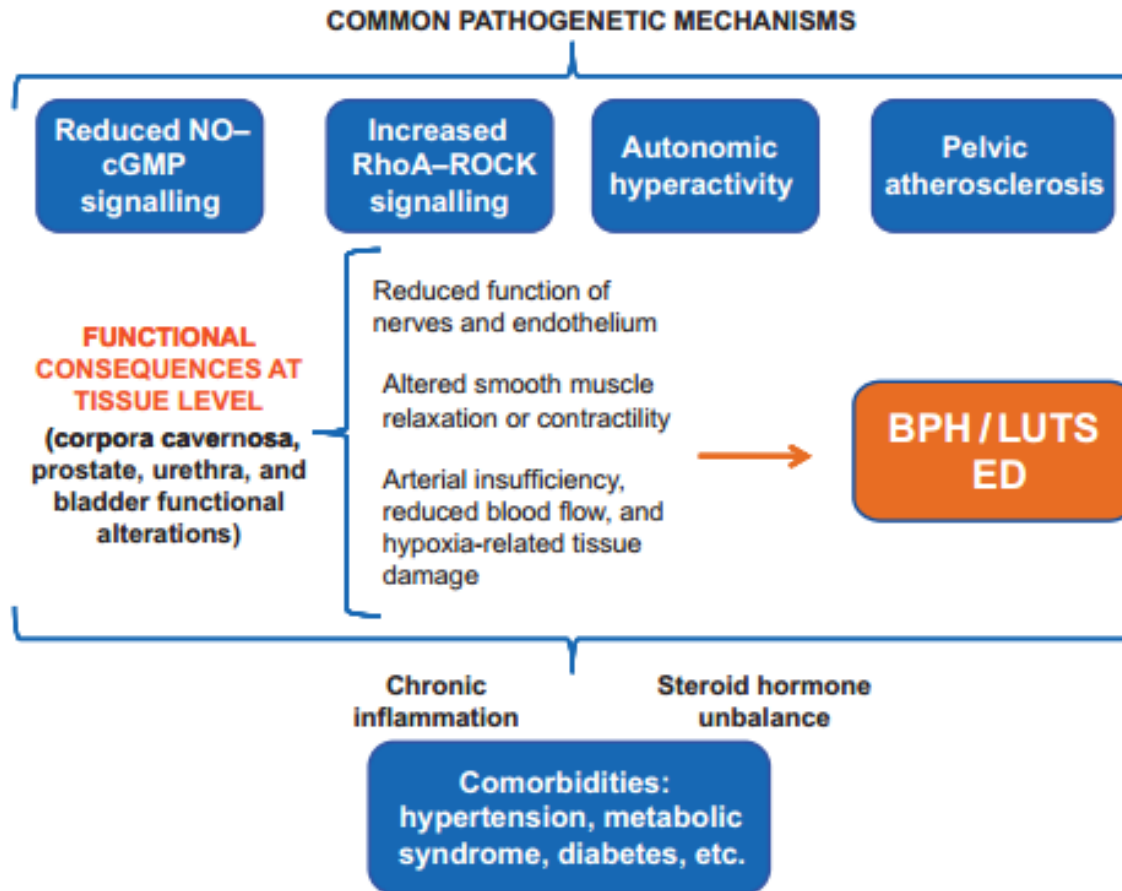 COMMON PATHOGENETIC MECHANISMS
Reduced NO–
cGMP
signalling
Increased
RhoA–ROCK
signalling
Autonomic
hyperactivity
Pelvic
atherosclerosis
FUNCTIONAL
CONSEQUENCES AT
TISSUE LEVEL
(corpora cavernosa,
prostate, urethra, and
bladder functional
alterations)
Reduced function of
nerves and endothelium
Altered smooth muscle
relaxation or contractility
Arterial insufficiency,
reduced blood flow, and
hypoxia-related tissue
damage
BPH / LUTS
ED
Chronic
inflammation
Steroid hormone
unbalance
Comorbidities:
hypertension, metabolic
syndrome, diabetes, etc.